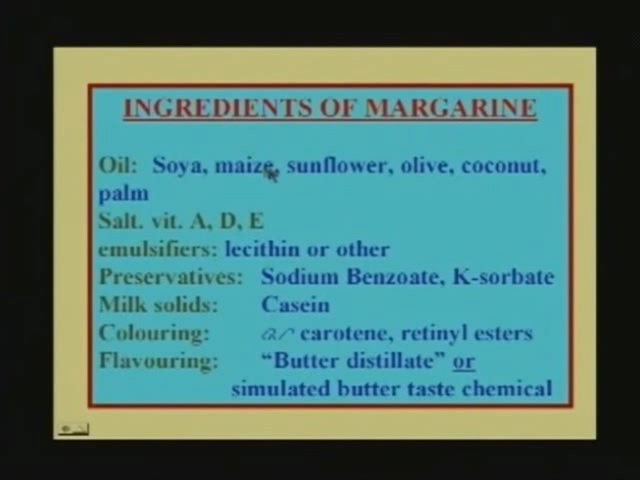 INGREDIENTS OF MARGARINE
Oil: Soya, maize, sunflower, olive, coconut,
palm
Salt. vit. A, D, E
emulsifiers: lecithin or other
Preservatives: Sodium Benzoate, K-sorbate
Milk solids: Casein
Colouring: carotene, retinyl esters
Flavouring: “Butter distillate” or
simulated butter taste chemical